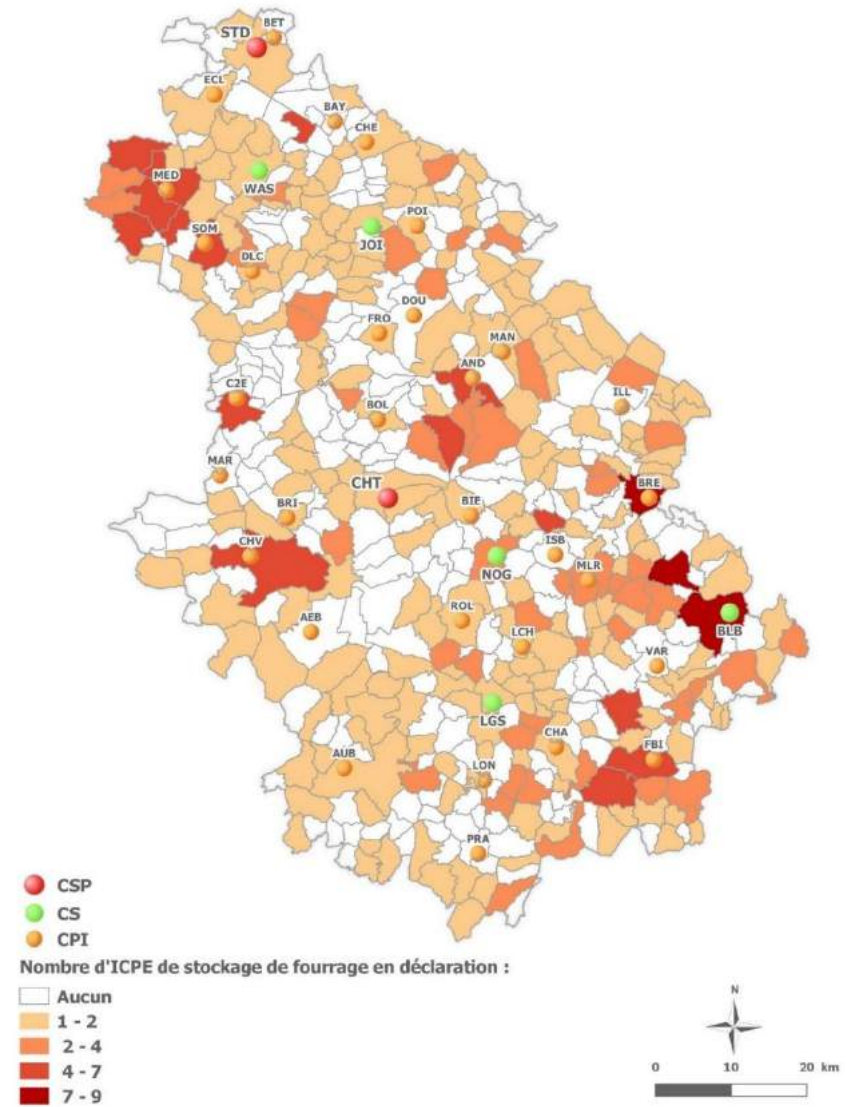 BET
STD
ECL
BAY
CHE
MED
WAS
POI
SOM
JOI
DLC
DOU
FRO
MAN
AND
C2E
ILL
BOL
MAR
CHT
BRE
BRI
BIE
CHV
ISB
NOG
MLR
ROL
AEB
LCH
BLB
VAR
LGS
CHA
FBI
AUB
LON
PRA
CSP
CS
CPI
Nombre d'ICPE de stockage de fourrage en déclaration :
Aucun
1 - 2
2 - 4
4 - 7
7 - 9
N
0 10 20 km